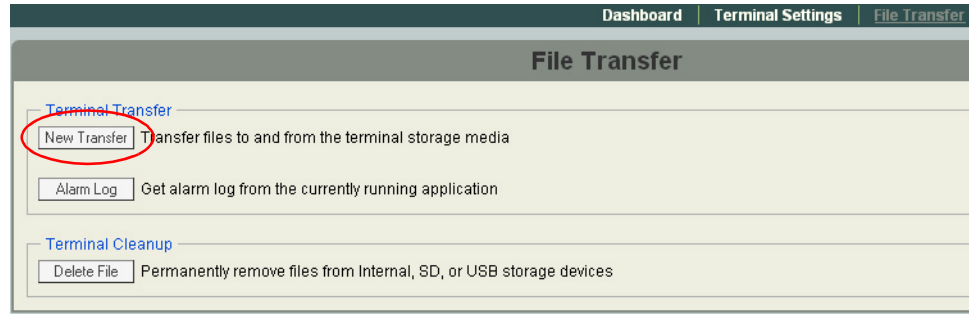 Dashboard | Terminal Settings | File Transfer
File Transfer
Terminal Transfer
New Transfer Transfer files to and from the terminal storage media
Alarm Log Get alarm log from the currently running application
Terminal Cleanup
Delete File Permanently remove files from Internal, SD, or USB storage devices